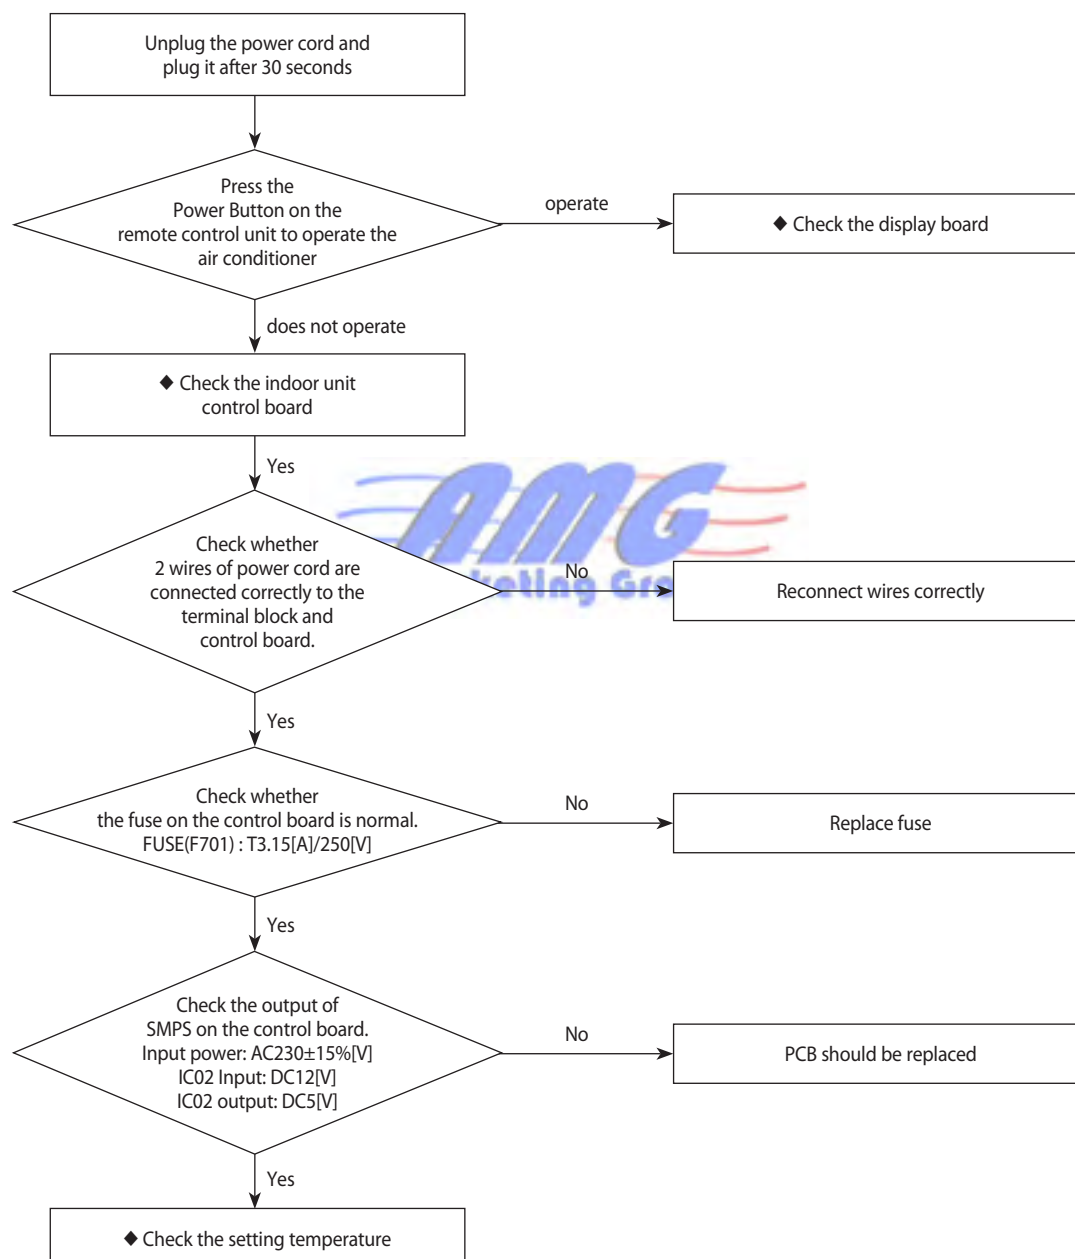 Unplug the power cord and
plug it after 30 seconds
Press the
Power Button on the
remote control unit to operate the
air conditioner
operate
◆ Check the display board
does not operate
◆ Check the indoor unit
control board
Yes
AMG
Check whether
2 wires of power cord are
connected correctly to the
terminal block and
control board.
No
Reconnect wires correctly
Yes
Check whether
the fuse on the control board is normal.
FUSE(F701) : T3.15[A]/250[V]
No
Replace fuse
Yes
Check the output of
SMPS on the control board.
Input power: AC230±15%[V]
IC02 Input: DC12[V]
IC02 output: DC5[V]
No
PCB should be replaced
Yes
◆ Check the setting temperature